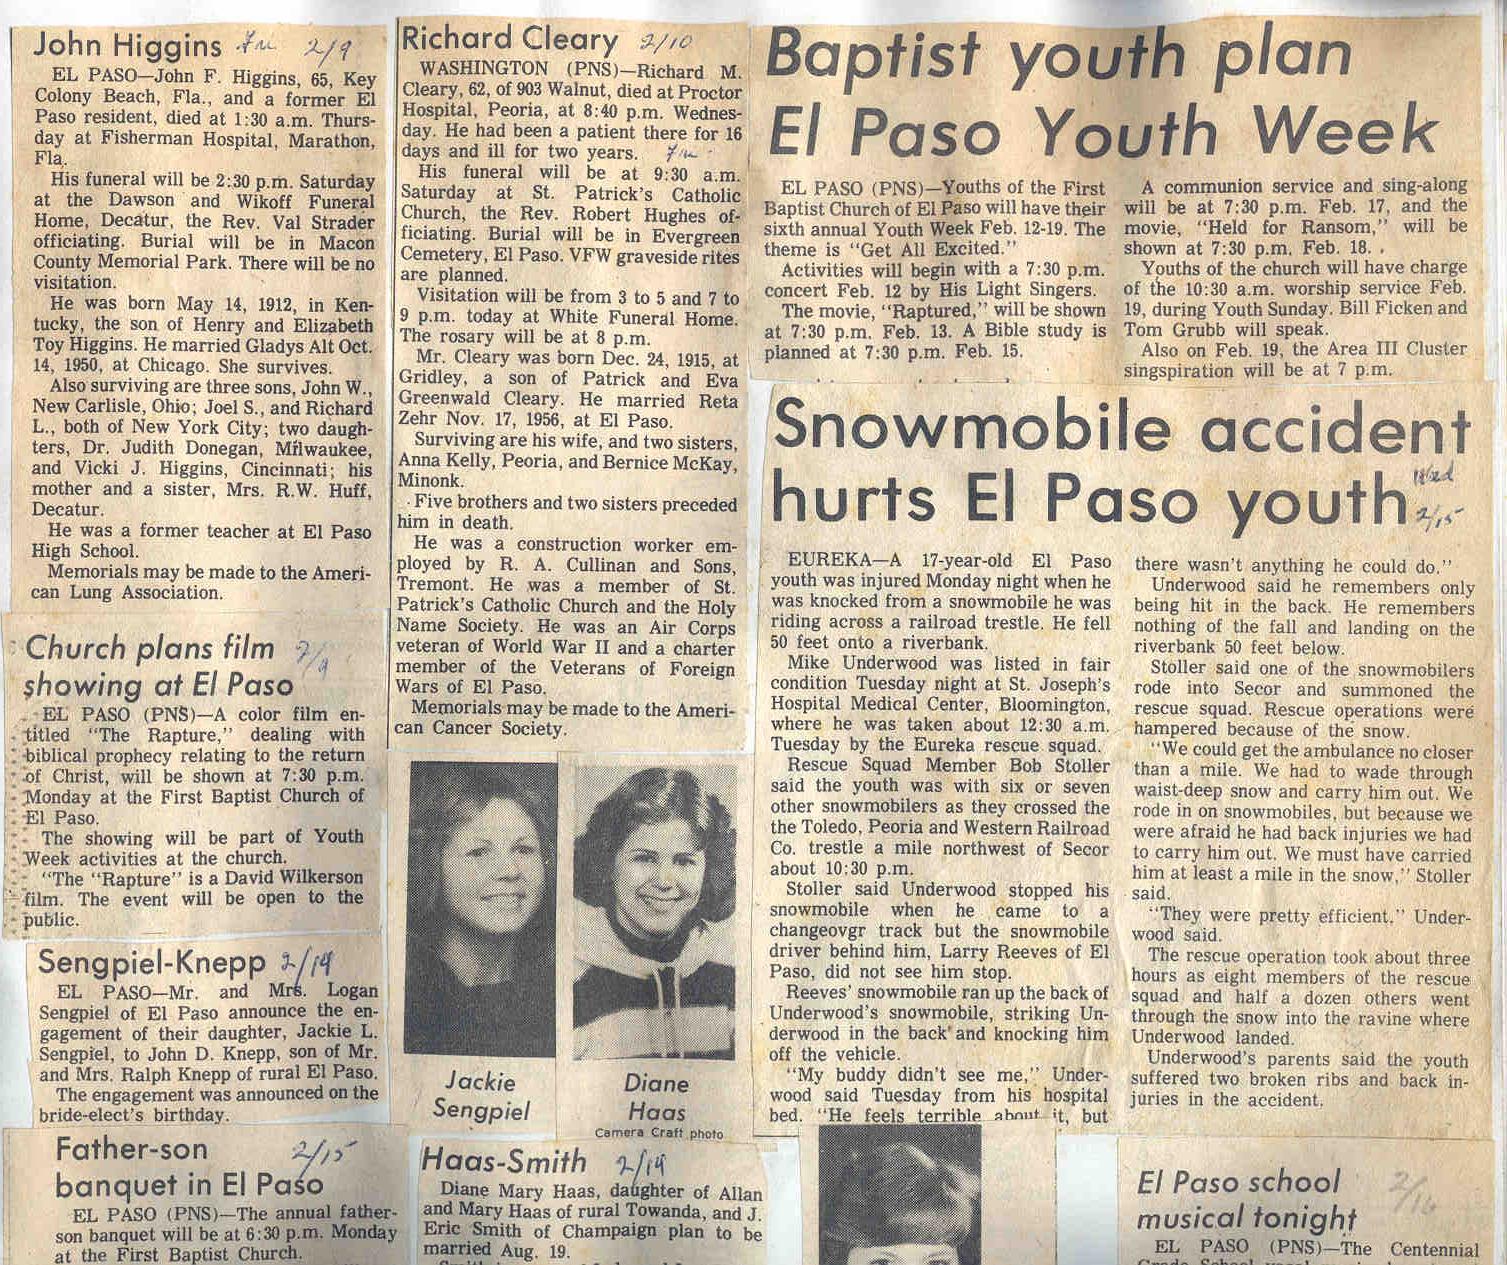 John Higgins 2/9
EL PASO—John F. Higgins, 65, Key
Colony Beach, Fla., and a former El
Paso resident, died at 1:30 a.m. Thurs-
day at Fisherman Hospital, Marathon,
Fla.
His funeral will be 2:30 p.m. Saturday
at the Dawson and Wikoff Funeral
Home, Decatur, the Rev. Val Strader
officiating. Burial will be in Macon
County Memorial Park. There will be no
visitation.
He was born May 14, 1912, in Ken-
tucky, the son of Henry and Elizabeth
Toy Higgins. He married Gladys Alt Oct.
14, 1950, at Chicago. She survives.
Also surviving are three sons, John W.,
New Carlisle, Ohio; Joel S., and Richard
L., both of New York City; two daugh-
ters, Dr. Judith Donegan, Milwaukee,
and Vicki J. Higgins, Cincinnati; his
mother and a sister, Mrs. R.W. Huff,
Decatur.
He was a former teacher at El Paso
High School.
Memorials may be made to the Ameri-
can Lung Association.
Church plans film 2/9
showing at El Paso
EL PASO (PNS)—A color film en-
titled "The Rapture," dealing with
biblical prophecy relating to the return
of Christ, will be shown at 7:30 p.m.
Monday at the First Baptist Church of
El Paso.
The showing will be part of Youth
Week activities at the church.
"The "Rapture" is a David Wilkerson
film. The event will be open to the
public.
Sengpiel-Knepp 2/14
EL PASO—Mr. and Mrs. Logan
Sengpiel of El Paso announce the en-
gagement of their daughter, Jackie L.
Sengpiel, to John D. Knepp, son of Mr.
and Mrs. Ralph Knepp of rural El Paso.
The engagement was announced on the
bride-elect's birthday.
Father-son 2/15
banquet in El Paso
EL PASO (PNS)—The annual father-
son banquet will be at 6:30 p.m. Monday
at the First Baptist Church.
Richard Cleary 2/10
WASHINGTON (PNS)—Richard M.
Cleary, 62, of 903 Walnut, died at Proctor
Hospital, Peoria, at 8:40 p.m. Wednes-
day. He had been a patient there for 16
days and ill for two years.
His funeral will be at 9:30 a.m.
Saturday at St. Patrick's Catholic
Church, the Rev. Robert Hughes of-
ficiating. Burial will be in Evergreen
Cemetery, El Paso. VFW graveside rites
are planned.
Visitation will be from 3 to 5 and 7 to
9 p.m. today at White Funeral Home.
The rosary will be at 8 p.m.
Mr. Cleary was born Dec. 24, 1915, at
Gridley, a son of Patrick and Eva
Greenwald Cleary. He married Reta
Zehr Nov. 17, 1956, at El Paso.
Surviving are his wife, and two sisters,
Anna Kelly, Peoria, and Bernice McKay,
Minonk.
Five brothers and two sisters preceded
him in death.
He was a construction worker em-
ployed by R. A. Cullinan and Sons,
Tremont. He was a member of St.
Patrick's Catholic Church and the Holy
Name Society. He was an Air Corps
veteran of World War II and a charter
member of the Veterans of Foreign
Wars of El Paso.
Memorials may be made to the Ameri-
can Cancer Society.
Jackie
Sengpiel
Diane
Haas
Camera Craft photo
Haas-Smith 2/14
Diane Mary Haas, daughter of Allan
and Mary Haas of rural Towanda, and J.
Eric Smith of Champaign plan to be
married Aug. 19.
Baptist youth plan
El Paso Youth Week
EL PASO (PNS)—Youths of the First
Baptist Church of El Paso will have their
sixth annual Youth Week Feb. 12-19. The
theme is "Get All Excited."
Activities will begin with a 7:30 p.m.
concert Feb. 12 by His Light Singers.
The movie, "Raptured," will be shown
at 7:30 p.m. Feb. 13. A Bible study is
planned at 7:30 p.m. Feb. 15.
A communion service and sing-along
will be at 7:30 p.m. Feb. 17, and the
movie, "Held for Ransom," will be
shown at 7:30 p.m. Feb. 18.
Youths of the church will have charge
of the 10:30 a.m. worship service Feb.
19, during Youth Sunday. Bill Ficken and
Tom Grubb will speak.
Also on Feb. 19, the Area III Cluster
singspiration will be at 7 p.m.
Snowmobile accident
hurts El Paso youth Wed 2/15
EUREKA—A 17-year-old El Paso
youth was injured Monday night when he
was knocked from a snowmobile he was
riding across a railroad trestle. He fell
50 feet onto a riverbank.
Mike Underwood was listed in fair
condition Tuesday night at St. Joseph's
Hospital Medical Center, Bloomington,
where he was taken about 12:30 a.m.
Tuesday by the Eureka rescue squad.
Rescue Squad Member Bob Stoller
said the youth was with six or seven
other snowmobilers as they crossed the
the Toledo, Peoria and Western Railroad
Co. trestle a mile northwest of Secor
about 10:30 p.m.
Stoller said Underwood stopped his
snowmobile when he came to a
changeovgr track but the snowmobile
driver behind him, Larry Reeves of El
Paso, did not see him stop.
Reeves' snowmobile ran up the back of
Underwood's snowmobile, striking Un-
derwood in the back and knocking him
off the vehicle.
"My buddy didn't see me," Under-
wood said Tuesday from his hospital
bed. "He feels terrible about it, but
there wasn't anything he could do."
Underwood said he remembers only
being hit in the back. He remembers
nothing of the fall and landing on the
riverbank 50 feet below.
Stoller said one of the snowmobilers
rode into Secor and summoned the
rescue squad. Rescue operations were
hampered because of the snow.
"We could get the ambulance no closer
than a mile. We had to wade through
waist-deep snow and carry him out. We
rode in on snowmobiles, but because we
were afraid he had back injuries we had
to carry him out. We must have carried
him at least a mile in the snow," Stoller
said.
"They were pretty efficient." Under-
wood said.
The rescue operation took about three
hours as eight members of the rescue
squad and half a dozen others went
through the snow into the ravine where
Underwood landed.
Underwood's parents said the youth
suffered two broken ribs and back in-
juries in the accident.
El Paso school 2/16
musical tonight
EL PASO (PNS)—The Centennial